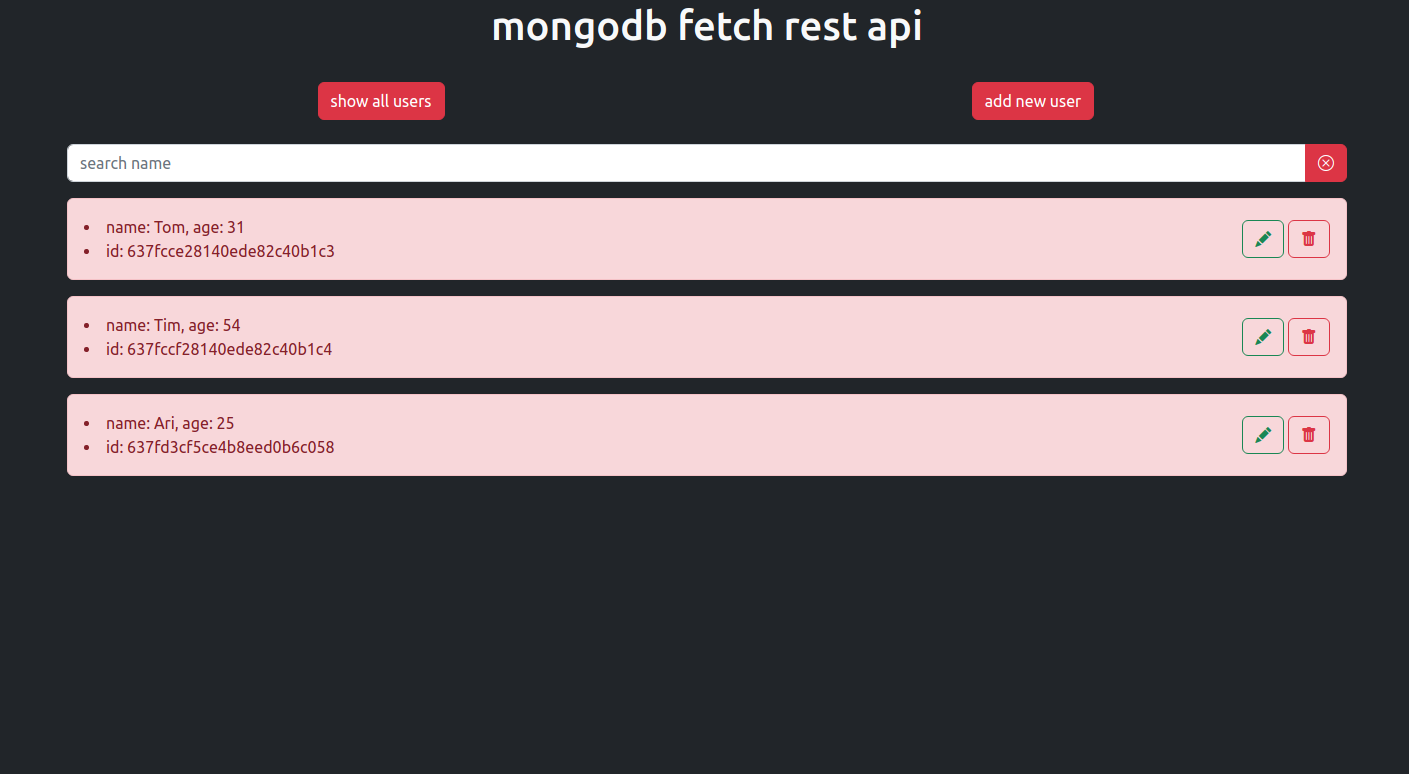 mongodb fetch rest api
show all users
add new user
search name
name: Tom, age: 31
id: 637fcce28140ede82c40b1c3
name: Tim, age: 54
id: 637fccf28140ede82c40b1c4
name: Ari, age: 25
id: 637fd3cf5ce4b8eed0b6c058